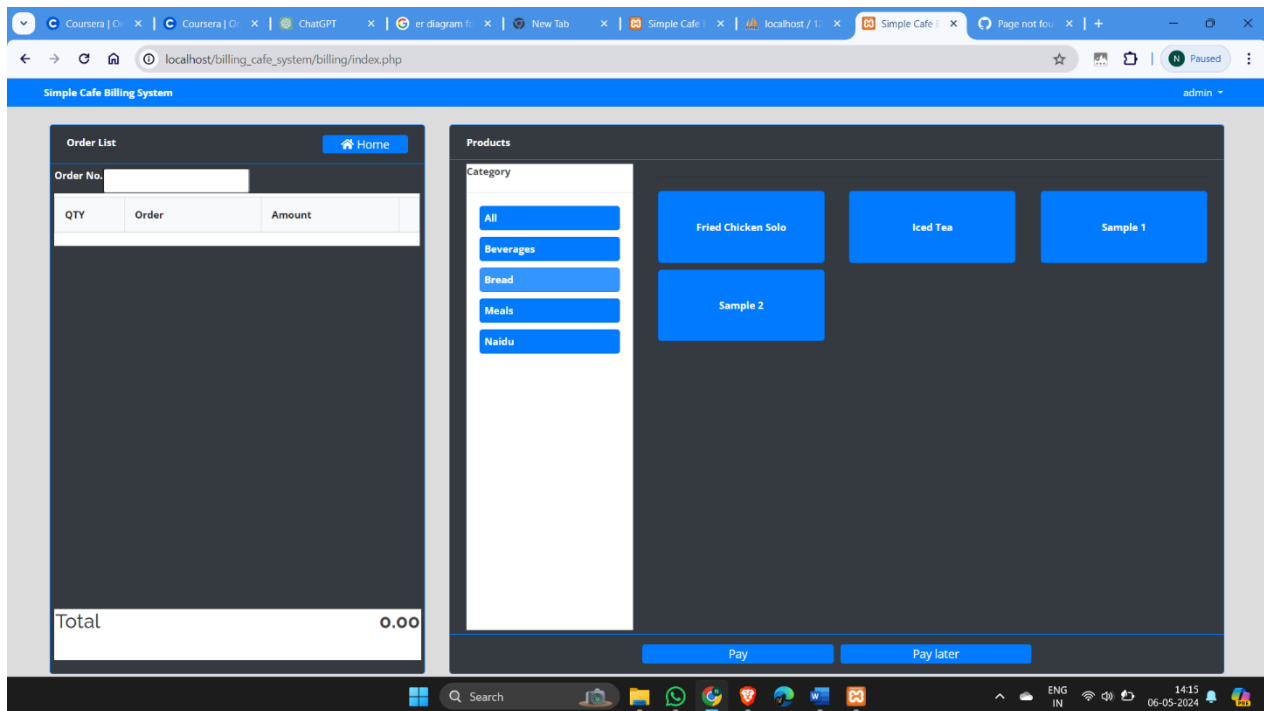 Coursera | O
Coursera | Or
ChatGPT
er diagram fo
New Tab
Simple Cafe
localhost / 12
Simple Cafe
Page not fou
localhost/billing_cafe_system/billing/index.php
N Paused
Simple Cafe Billing System
admin
Order List
Home
Products
Order No.
Category
QTY Order Amount
All
Fried Chicken Solo
Iced Tea
Sample 1
Beverages
Bread
Sample 2
Meals
Naidu
Total 0.00
Pay
Pay later
Search
ENG
IN
14:15
06-05-2024